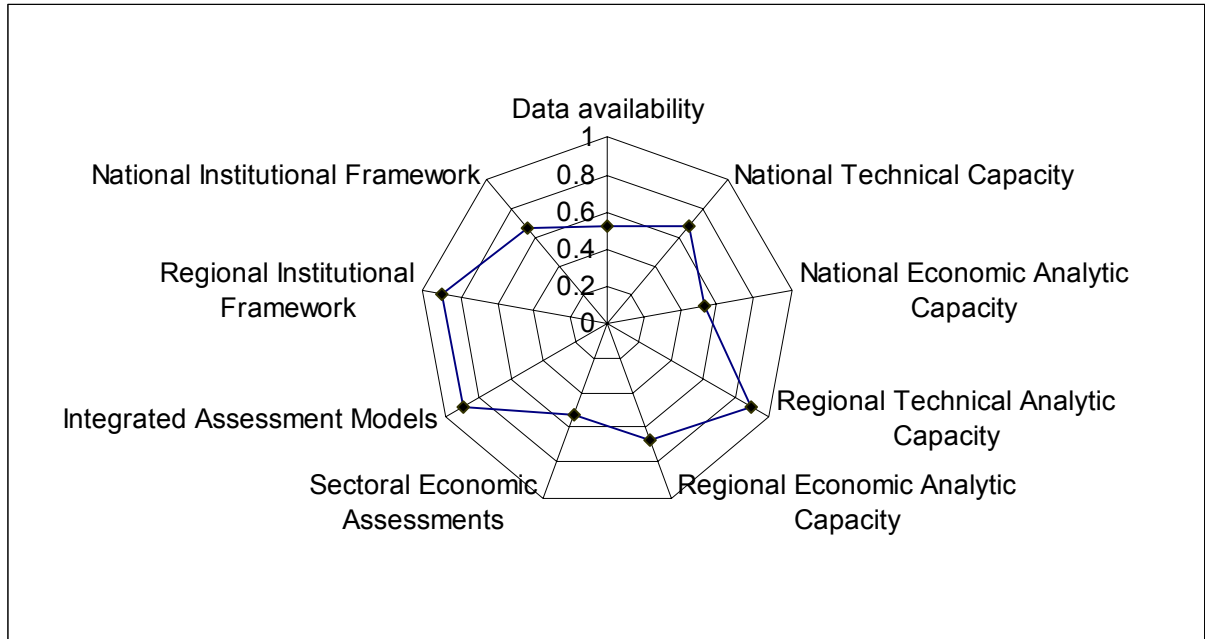 Data availability
1
0.8
0.6
0.4
0.2
0
National Technical Capacity
National Economic Analytic
Capacity
Regional Technical Analytic
Capacity
Regional Economic Analytic
Capacity
Sectoral Economic
Assessments
Integrated Assessment Models
Regional Institutional
Framework
National Institutional Framework